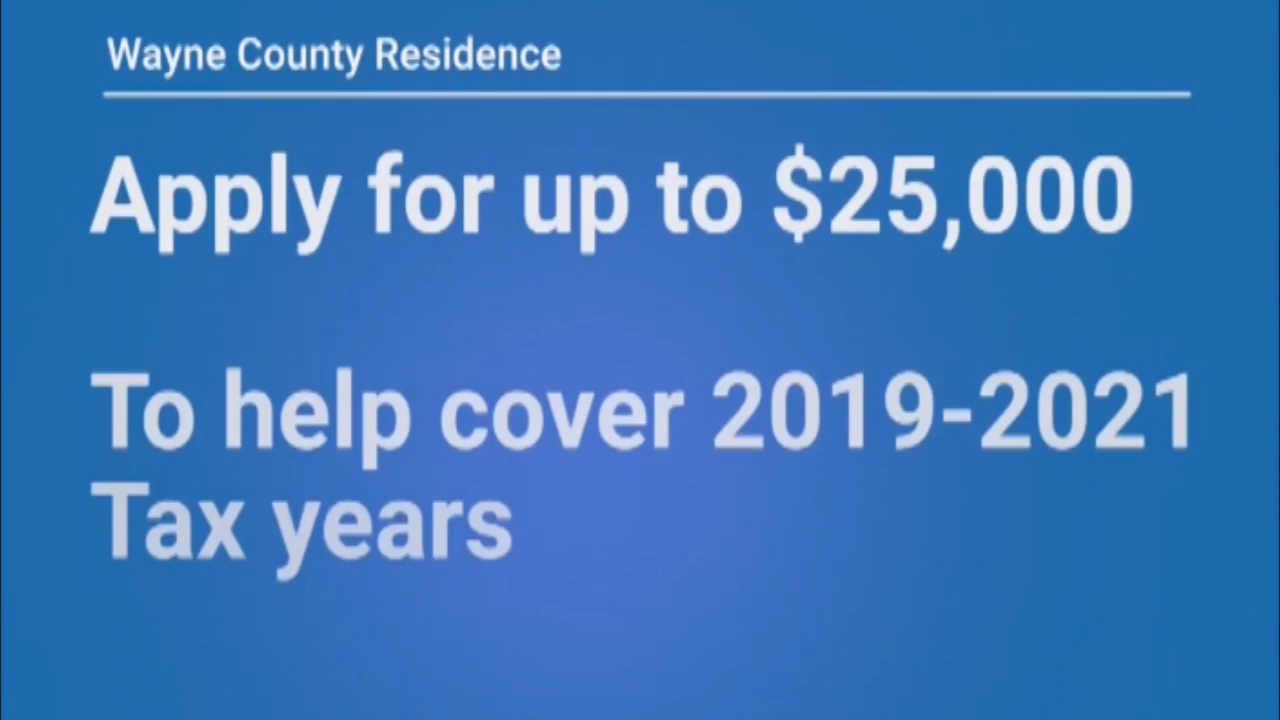 Wayne County Residence
Apply for up to $25,000
To help cover 2019-2021
Tax years